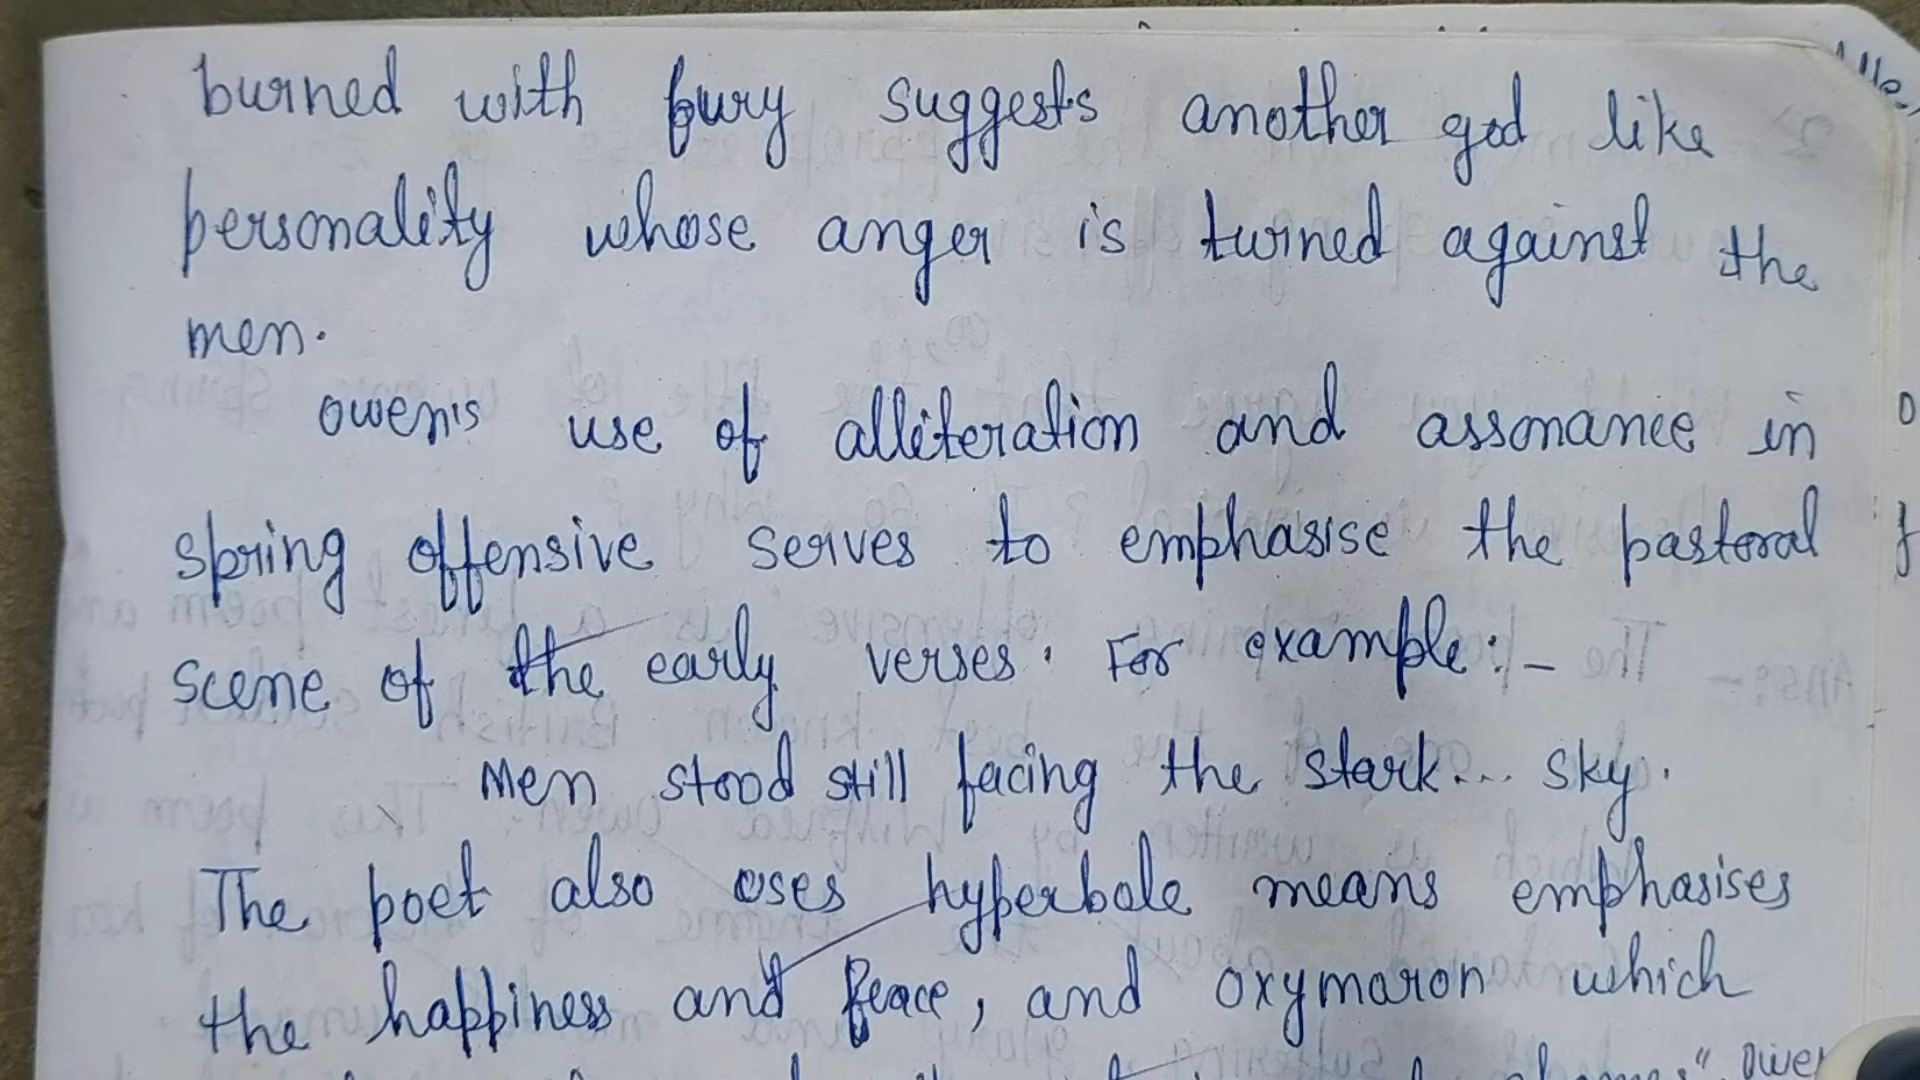 burned with fury suggests another god like
personality whose anger is turned against the
men.
Owen's use of alliteration and assonance in
spring offensive serves to emphasise the pastoral
scene of the early verses. For example:-
Men stood still facing the stark... sky.
The poet also uses hyperbole means emphasises
the happiness and peace, and oxymoron which